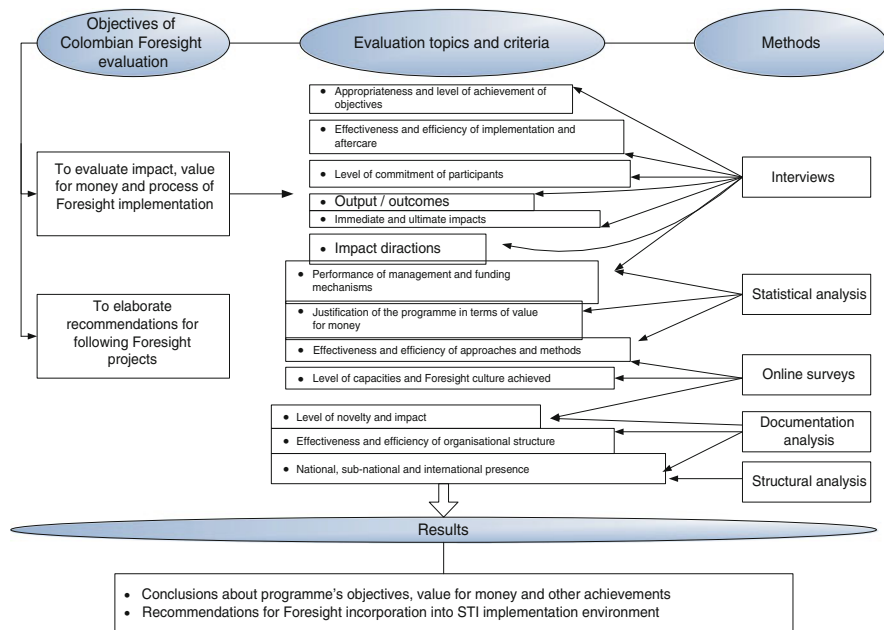 Objectives of
Colombian Foresight
evaluation
Evaluation topics and criteria
Methods
To evaluate impact, value
for money and process of
Foresight implementation
To elaborate
recommendations for
following Foresight
projects
• Appropriateness and level of achievement of
objectives
• Effectiveness and efficiency of implementation and
aftercare
• Level of commitment of participants
• Output / outcomes
• Immediate and ultimate impacts
• Impact diractions
• Performance of management and funding
mechanisms
• Justification of the programme in terms of value
for money
• Effectiveness and efficiency of approaches and methods
• Level of capacities and Foresight culture achieved
• Level of novelty and impact
• Effectiveness and efficiency of organisational structure
• National, sub-national and international presence
Interviews
Statistical analysis
Online surveys
Documentation
analysis
Structural analysis
Results
• Conclusions about programme's objectives, value for money and other achievements
• Recommendations for Foresight incorporation into STI implementation environment